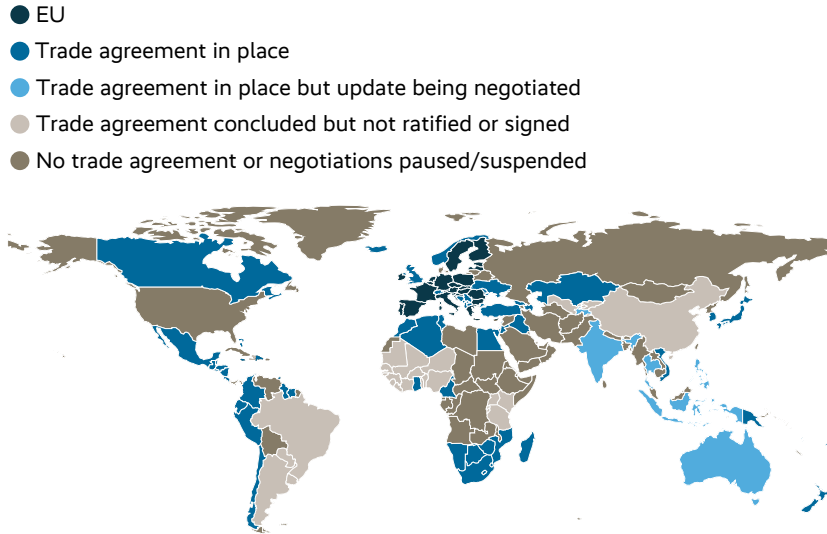 EU
Trade agreement in place
Trade agreement in place but update being negotiated
Trade agreement concluded but not ratified or signed
No trade agreement or negotiations paused/suspended